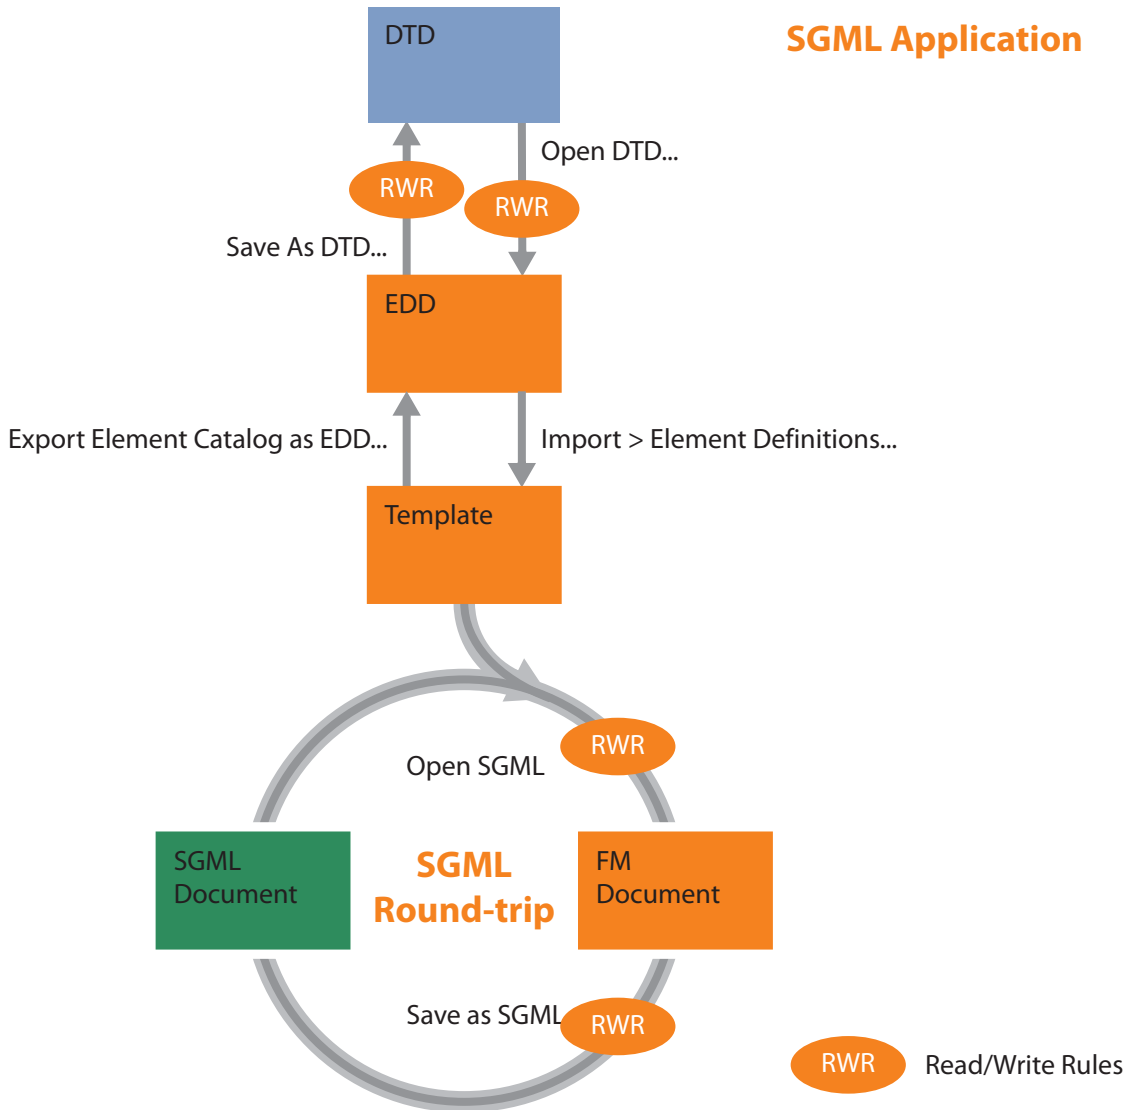 DTD
SGML Application
Open DTD...
RWR
RWR
Save As DTD...
EDD
Export Element Catalog as EDD...
Import > Element Definitions...
Template
RWR
Open SGML
SGML
Document
SGML
Round-trip
FM
Document
Save as SGML
RWR
RWR
Read/Write Rules